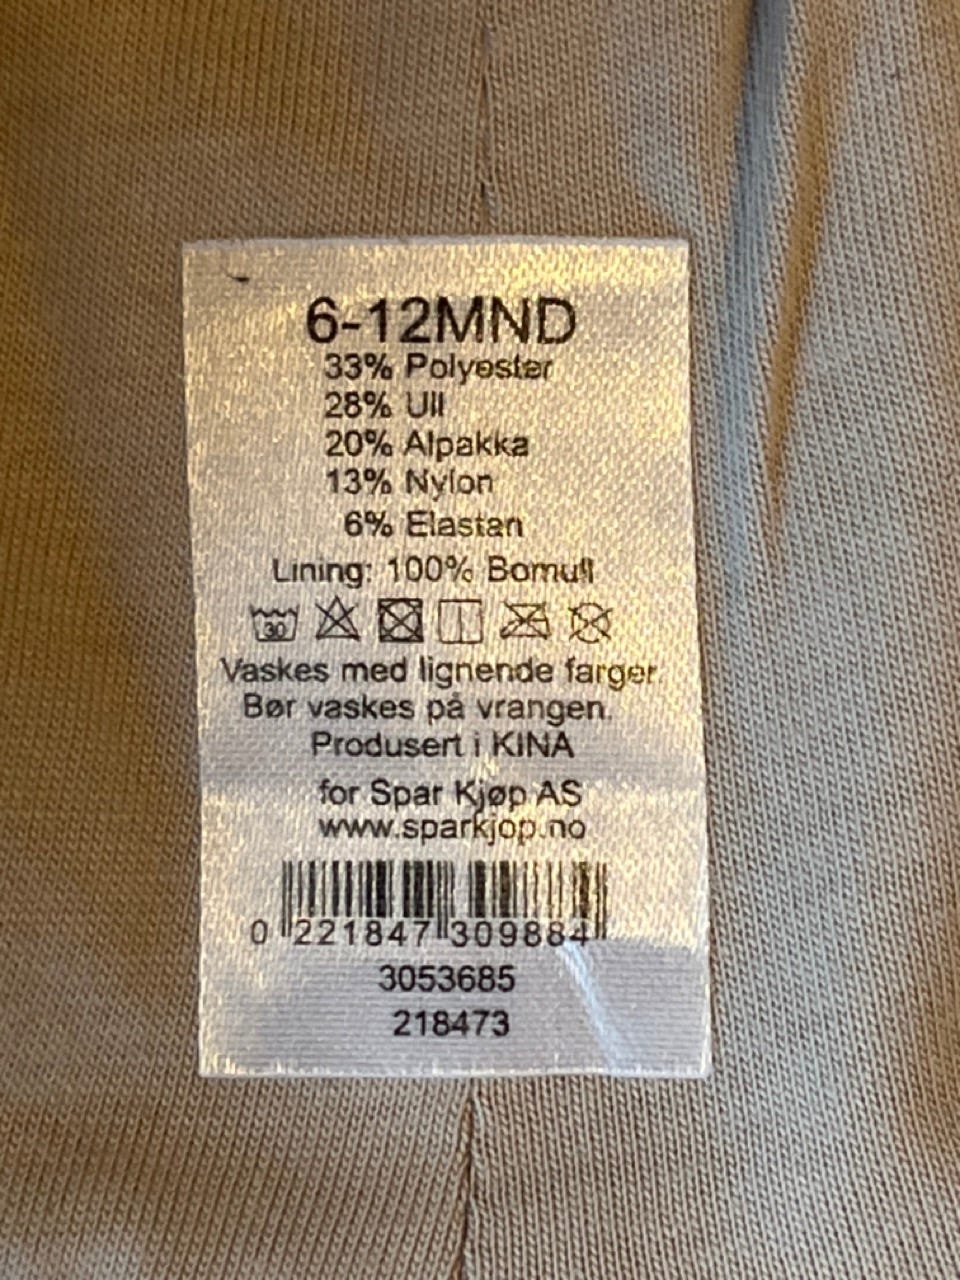 6-12MND
33% Polyester
28% Ull
20% Alpakka
13% Nylon
6% Elastan
Lining: 100% Bomull
30
Vaskes med lignende farger.
Bør vaskes på vrangen.
Produsert i KINA
for Spar Kjøp AS
www.sparkjop.no
0 221847 309884
3053685
218473